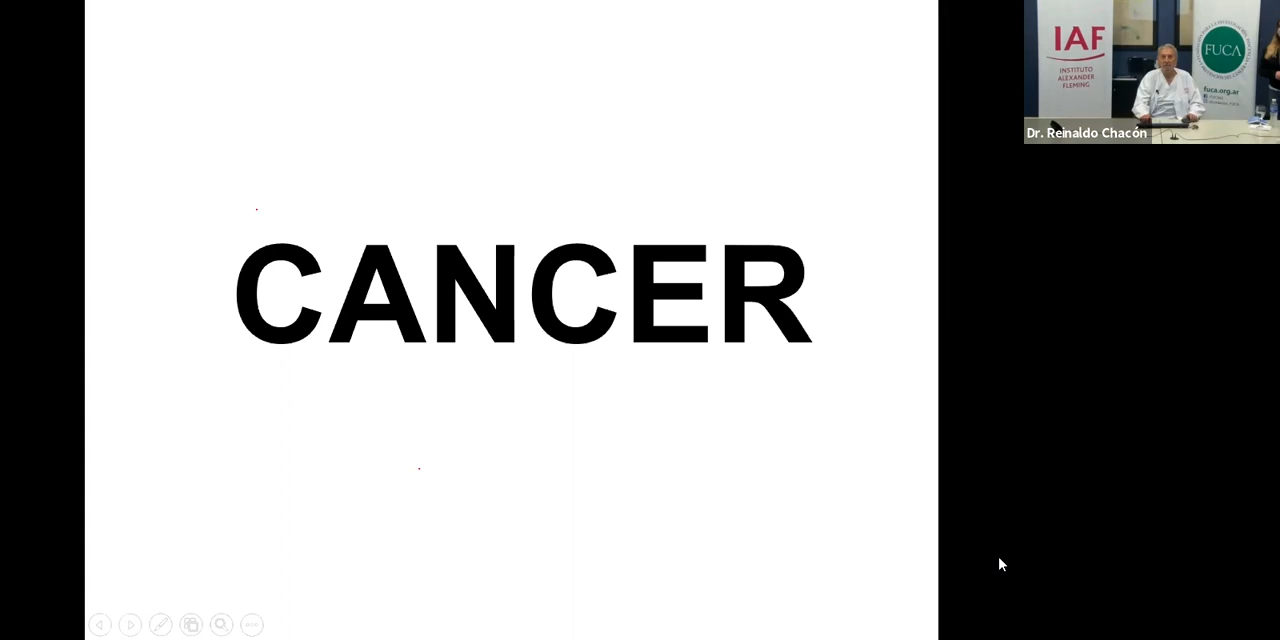 CANCER
IAF
INSTITUTO
ALEXANDER
FLEMING
FUCA
fuca.org.ar
Dr. Reinaldo Chacón